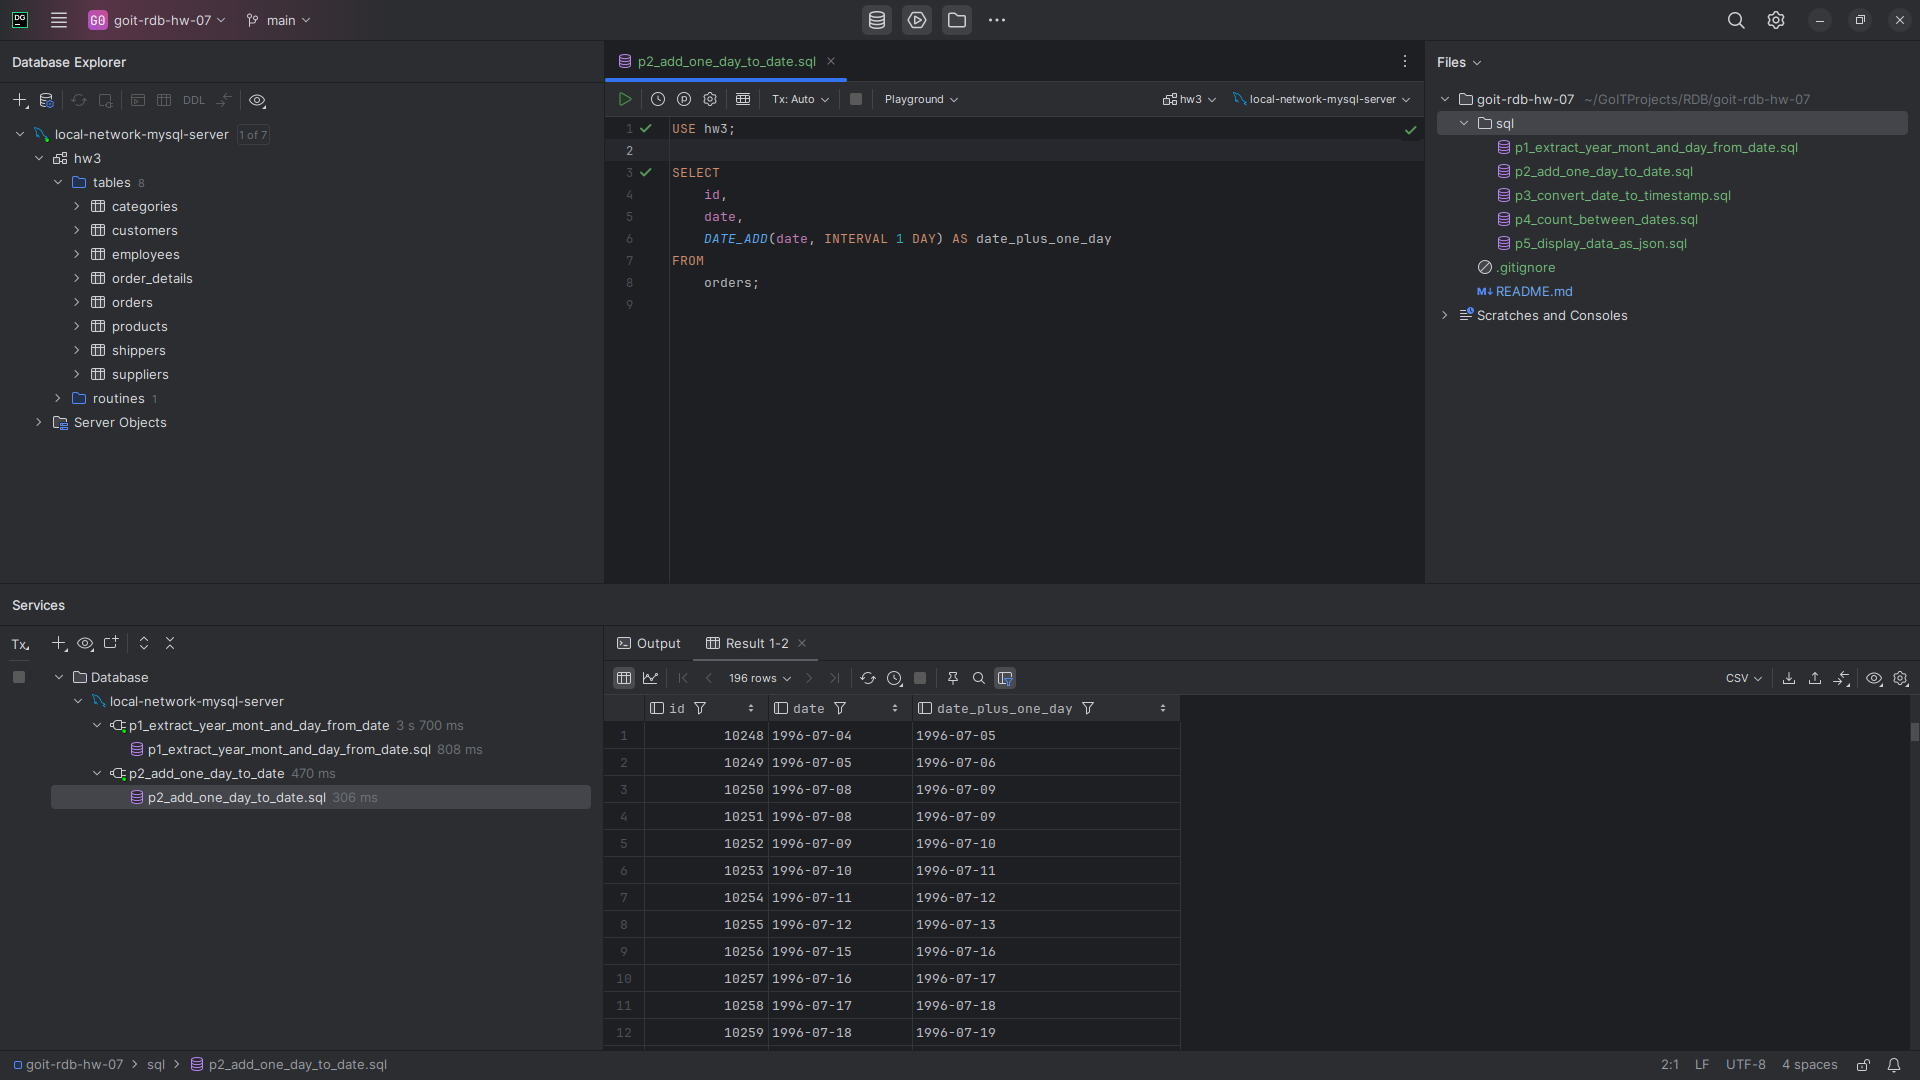 DG
GO goit-rdb-hw-07 main
Database Explorer
DDL
local-network-mysql-server 1 of 7
hw3
tables 8
categories
customers
employees
order_details
orders
products
shippers
suppliers
routines 1
Server Objects
p2_add_one_day_to_date.sql
Tx: Auto Playground hw3 local-network-mysql-server
1 USE hw3;
2
3 SELECT
4 id,
5 date,
6 DATE_ADD(date, INTERVAL 1 DAY) AS date_plus_one_day
7 FROM
8 orders;
9
Files
goit-rdb-hw-07 ~/GoITProjects/RDB/goit-rdb-hw-07
sql
p1_extract_year_mont_and_day_from_date.sql
p2_add_one_day_to_date.sql
p3_convert_date_to_timestamp.sql
p4_count_between_dates.sql
p5_display_data_as_json.sql
.gitignore
M↓ README.md
Scratches and Consoles
Services
Tx
Database
local-network-mysql-server
p1_extract_year_mont_and_day_from_date 3 s 700 ms
p1_extract_year_mont_and_day_from_date.sql 808 ms
p2_add_one_day_to_date 470 ms
p2_add_one_day_to_date.sql 306 ms
Output Result 1-2
196 rows CSV
id date date_plus_one_day
1 10248 1996-07-04 1996-07-05
2 10249 1996-07-05 1996-07-06
3 10250 1996-07-08 1996-07-09
4 10251 1996-07-08 1996-07-09
5 10252 1996-07-09 1996-07-10
6 10253 1996-07-10 1996-07-11
7 10254 1996-07-11 1996-07-12
8 10255 1996-07-12 1996-07-13
9 10256 1996-07-15 1996-07-16
10 10257 1996-07-16 1996-07-17
11 10258 1996-07-17 1996-07-18
12 10259 1996-07-18 1996-07-19
goit-rdb-hw-07 sql p2_add_one_day_to_date.sql
2:1 LF UTF-8 4 spaces